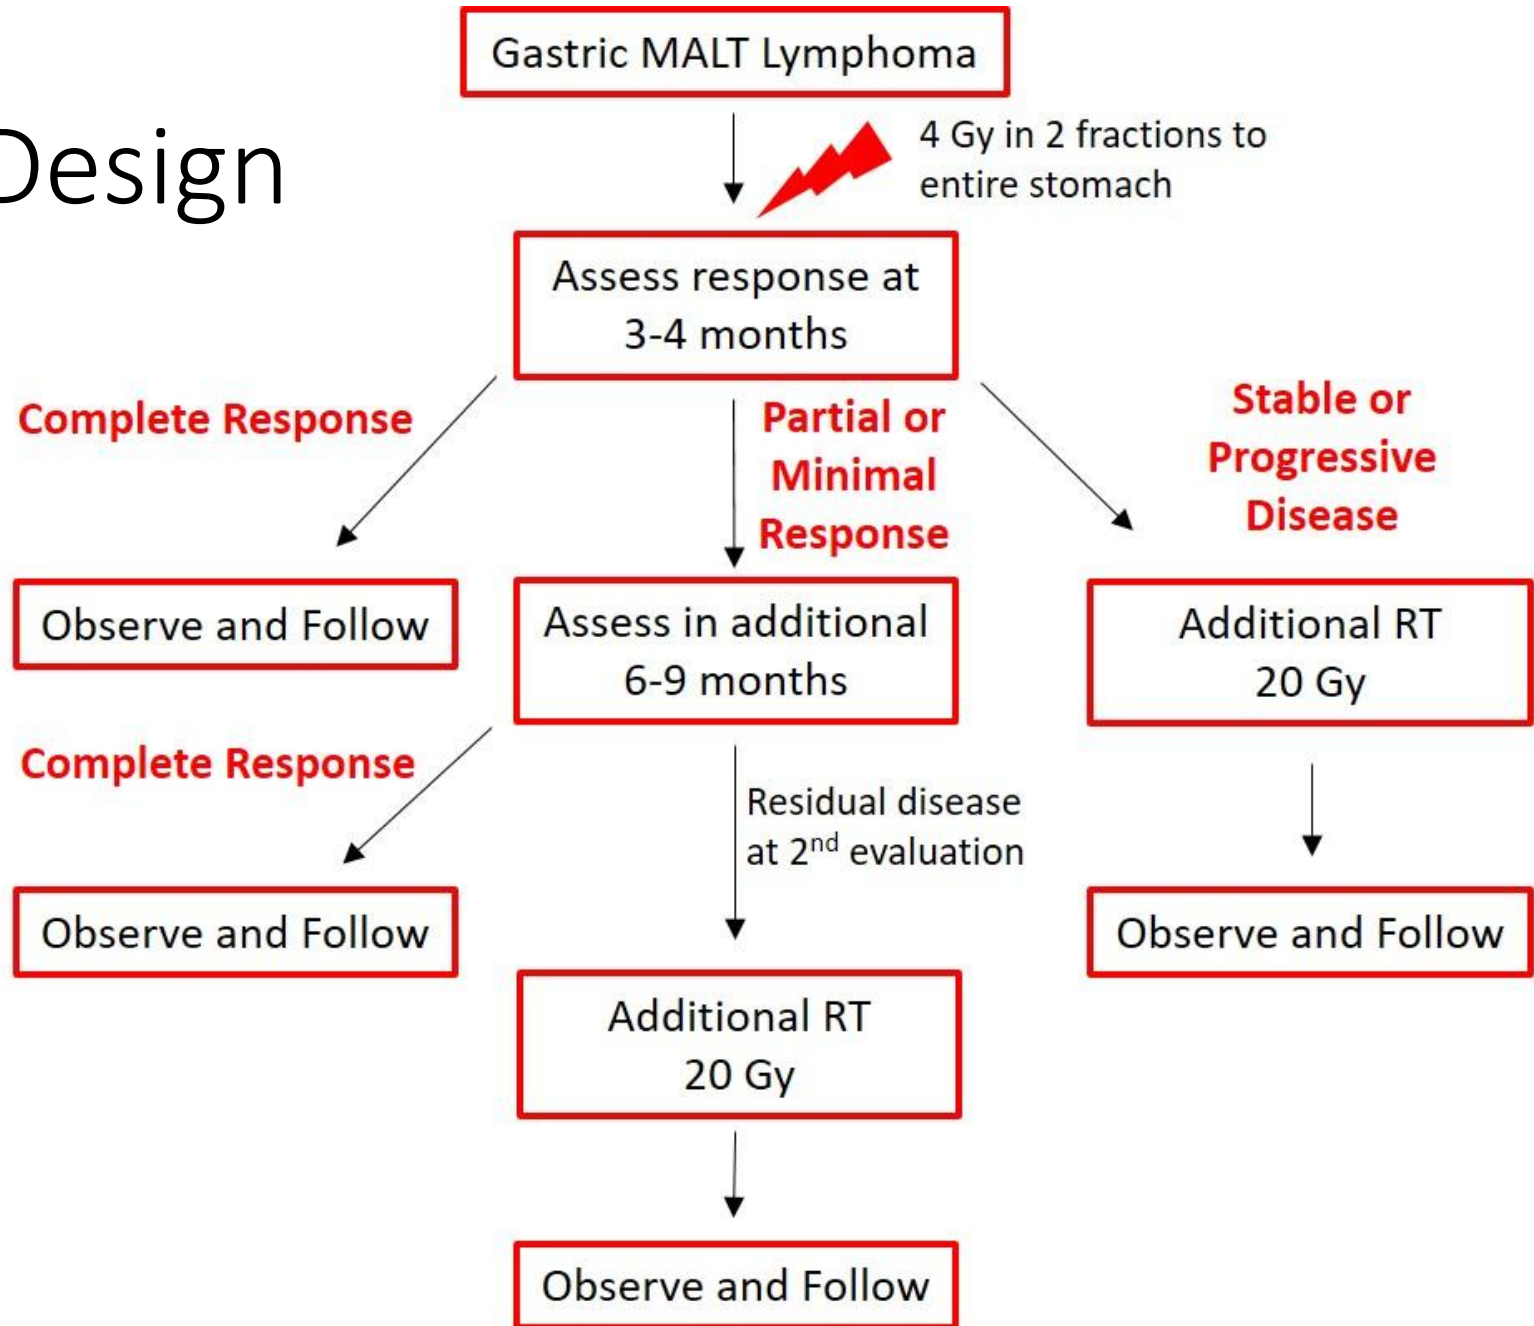 Gastric MALT Lymphoma
Design
4 Gy in 2 fractions to
entire stomach
Assess response at
3-4 months
Complete Response
Partial or
Minimal
Response
Stable or
Progressive
Disease
Observe and Follow
Assess in additional
6-9 months
Additional RT
20 Gy
Complete Response
Residual disease
at 2nd evaluation
Observe and Follow
Observe and Follow
Additional RT
20 Gy
Observe and Follow